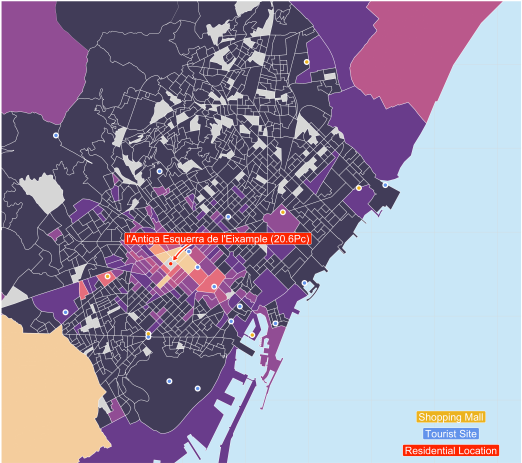 l'Antiga Esquerra de l'Eixample (20.6Pc)
Shopping Mall
Tourist Site
Residential Location